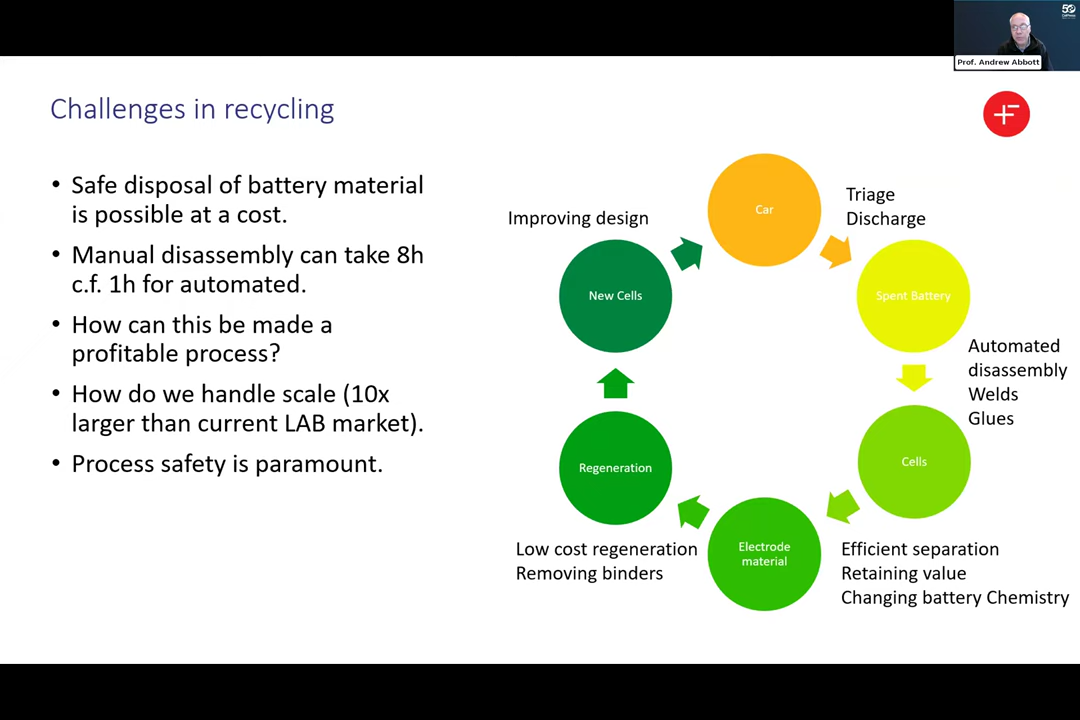 50
Prof. Andrew Abbott
Challenges in recycling
• Safe disposal of battery material
is possible at a cost.
• Manual disassembly can take 8h
c.f. 1h for automated.
• How can this be made a
profitable process?
• How do we handle scale (10x
larger than current LAB market).
• Process safety is paramount.
Improving design
Car
Triage
Discharge
New Cells
Spent Battery
Automated
disassembly
Welds
Glues
Regeneration
Cells
Low cost regeneration
Removing binders
Electrode
material
Efficient separation
Retaining value
Changing battery Chemistry